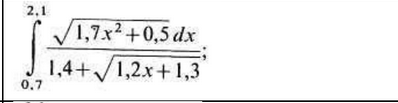 2,1
∫ √(1,7x² + 0,5) dx / (1,4 + √(1,2x + 1,3));
0.7